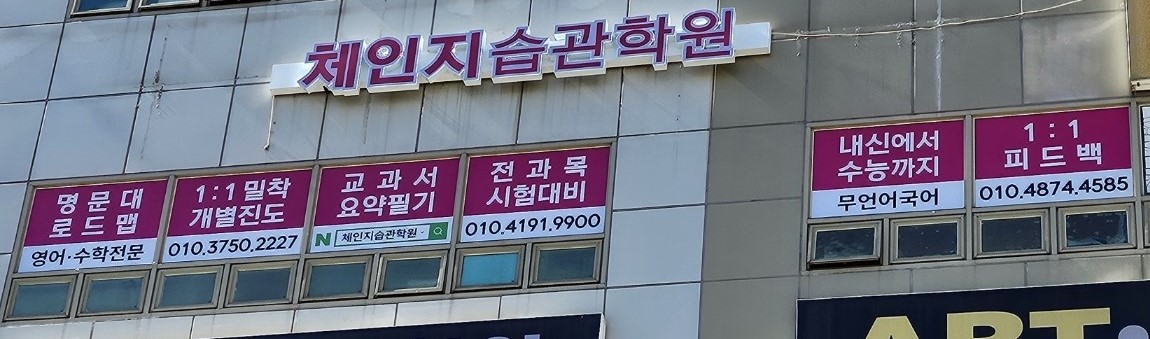 체인지습관학원
명문대
로드맵
영어·수학전문
1:1 밀착
개별진도
010.3750.2227
교과서
요약필기
N 체인지습관학원
전과목
시험대비
010.4191.9900
내신에서
수능까지
무언어국어
1:1
피드백
010.4874.4585
ART